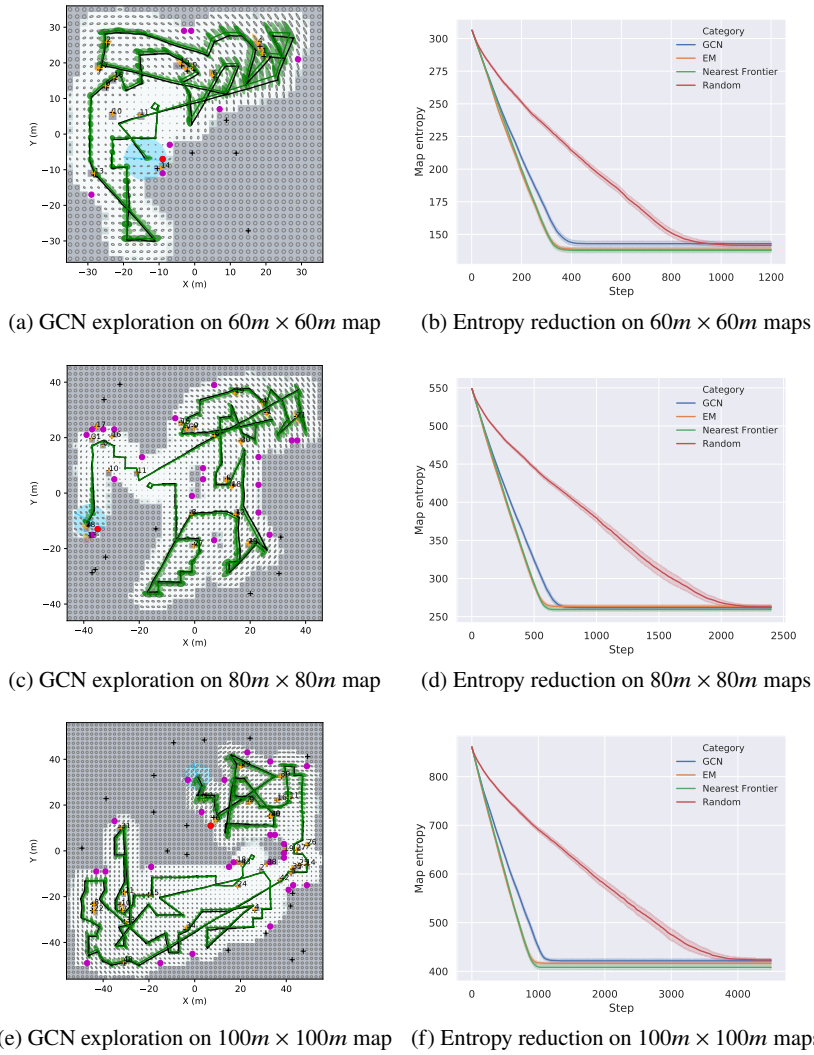 30
20
10
0
−10
−20
−30
Y (m)
−30 −20 −10 0 10 20 30
X (m)
300
275
250
225
200
175
150
Map entropy
0 200 400 600 800 1000 1200
Step
Category
GCN
EM
Nearest Frontier
Random
(a) GCN exploration on 60m × 60m map
(b) Entropy reduction on 60m × 60m maps
40
20
0
−20
−40
Y (m)
−40 −20 0 20 40
X (m)
550
500
450
400
350
300
250
Map entropy
0 500 1000 1500 2000 2500
Step
Category
GCN
EM
Nearest Frontier
Random
(c) GCN exploration on 80m × 80m map
(d) Entropy reduction on 80m × 80m maps
40
20
0
−20
−40
Y (m)
−40 −20 0 20 40
X (m)
800
700
600
500
400
Map entropy
0 1000 2000 3000 4000
Step
Category
GCN
EM
Nearest Frontier
Random
(e) GCN exploration on 100m × 100m map
(f) Entropy reduction on 100m × 100m maps